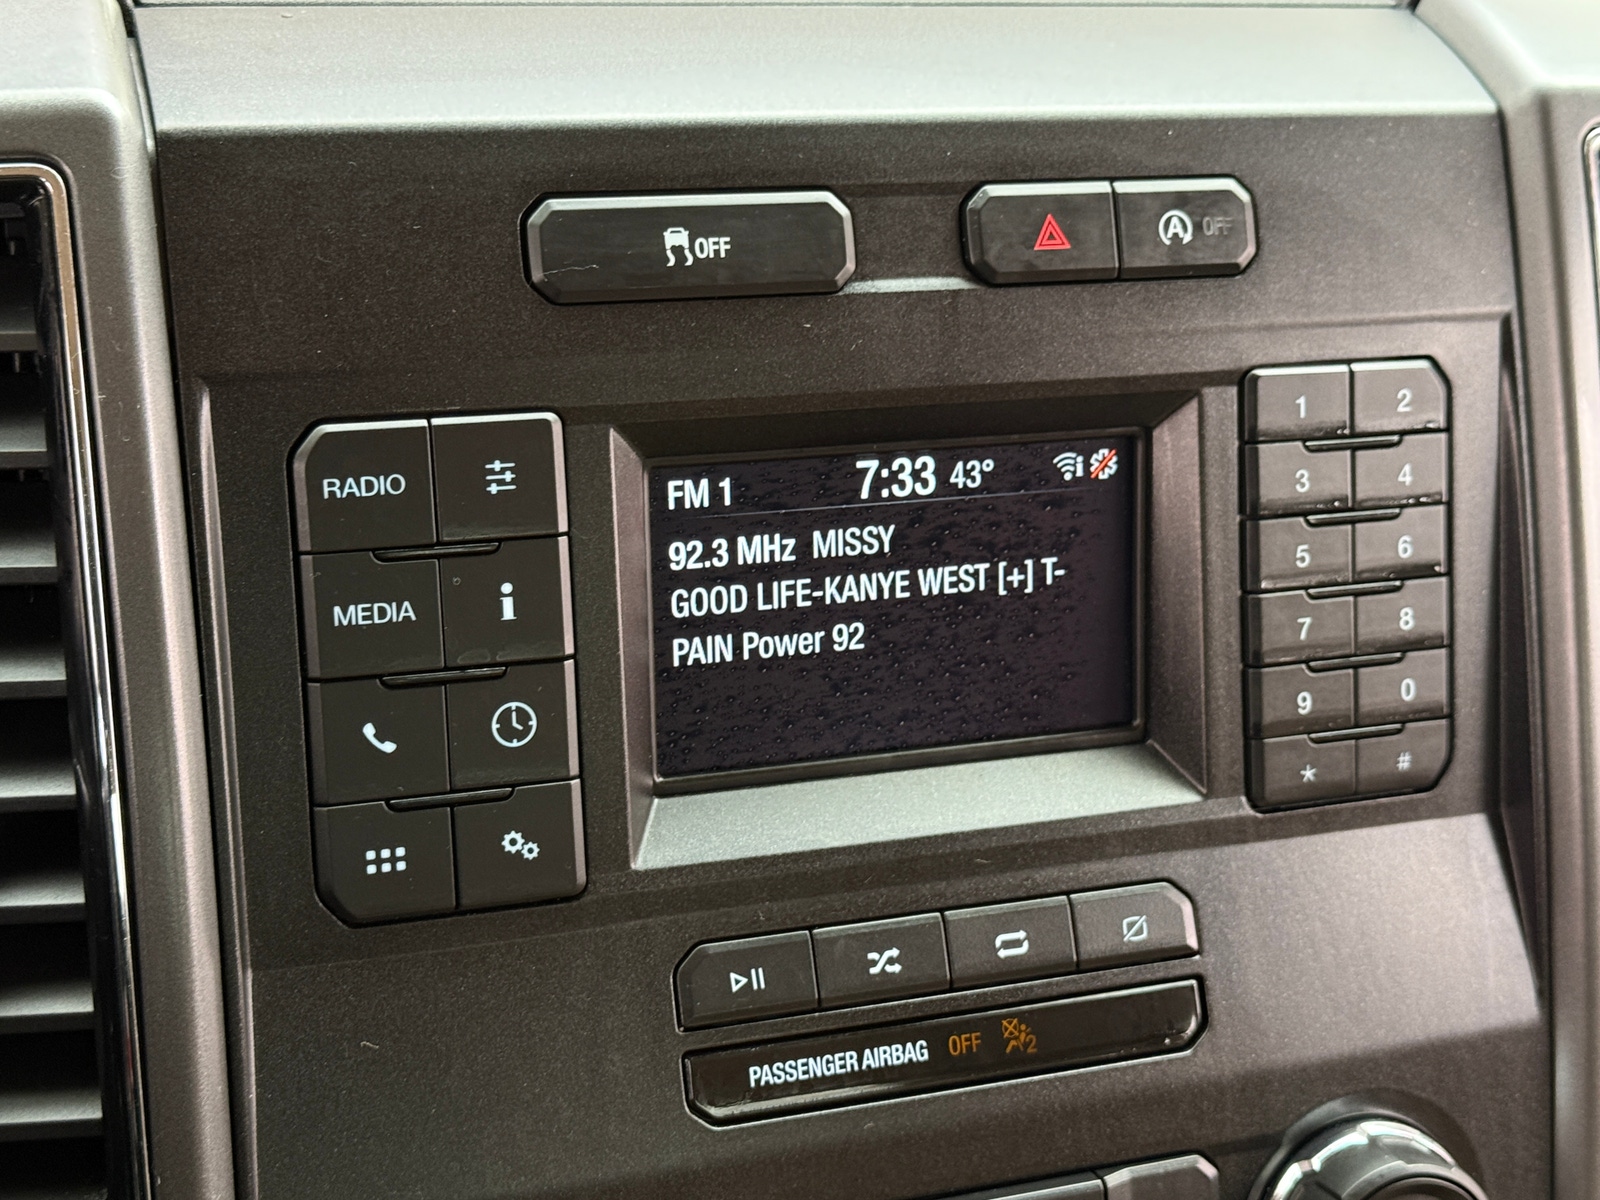 OFF
A OFF
RADIO
MEDIA
i
FM 1 7:33 43° i
92.3 MHz MISSY
GOOD LIFE-KANYE WEST [+] T-
PAIN Power 92
1 2
3 4
5 6
7 8
9 0
* #
PASSENGER AIRBAG OFF 2